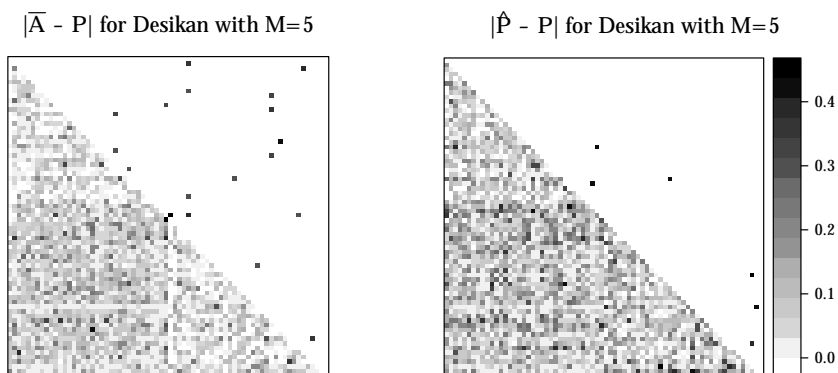 |A̅ - P| for Desikan with M=5
|P̂ - P| for Desikan with M=5
0.4
0.3
0.2
0.1
0.0